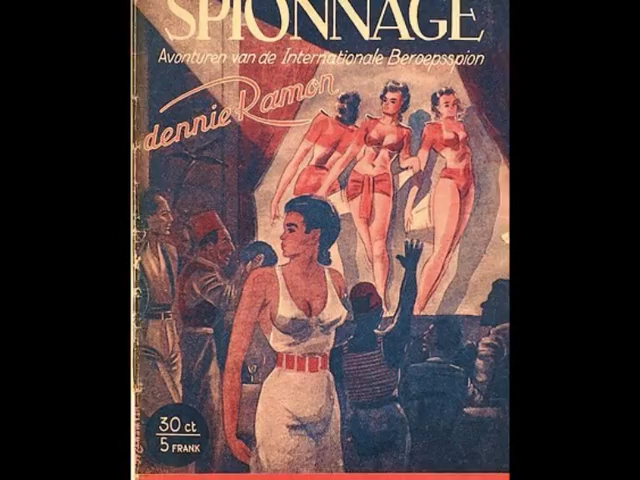 SPIONNAGE
Avonturen van de Internationale Beroepsspion
dennie Ramon
30 ct
5 FRANK